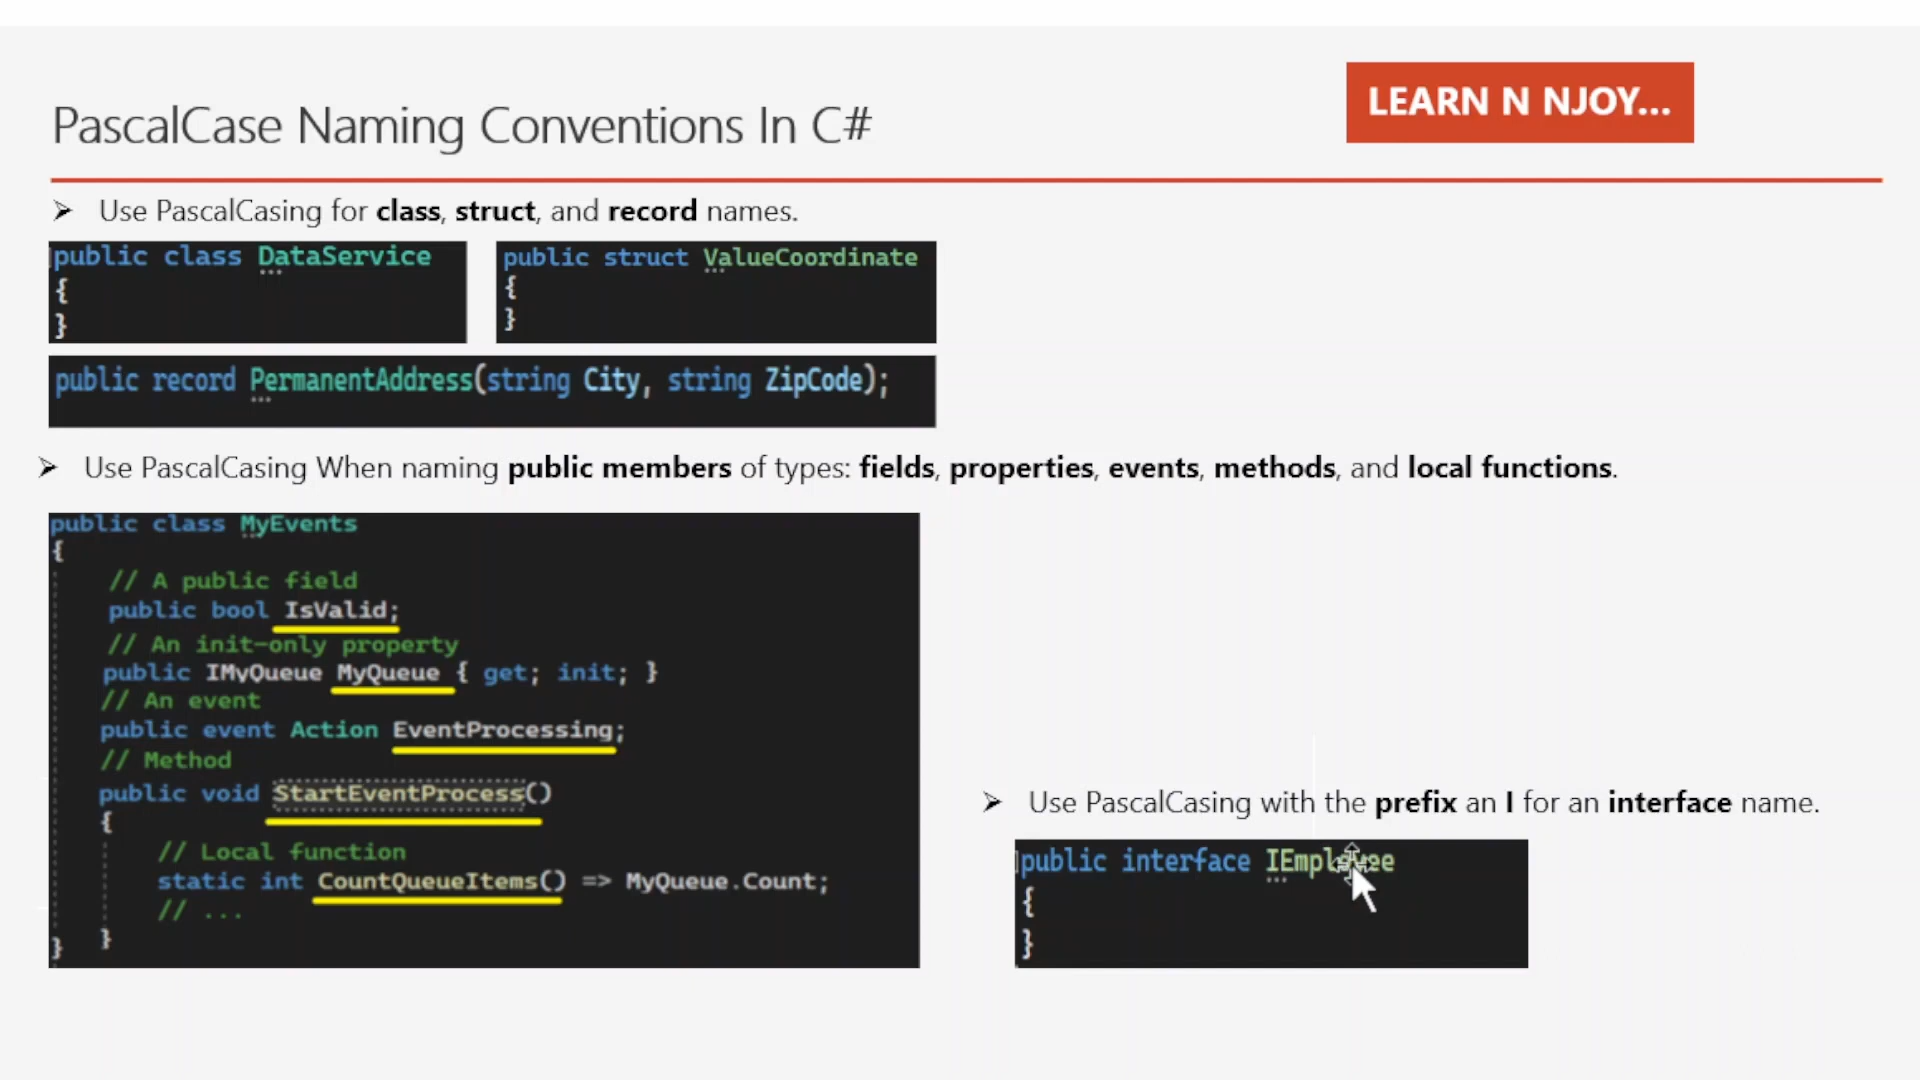 LEARN N NJOY...
PascalCase Naming Conventions In C#
Use PascalCasing for class, struct, and record names.
public class DataService
{
}
public struct ValueCoordinate
{
}
public record PermanentAddress(string City, string ZipCode);
Use PascalCasing When naming public members of types: fields, properties, events, methods, and local functions.
public class MyEvents
{
// A public field
public bool IsValid;
// An init-only property
public IMyQueue MyQueue { get; init; }
// An event
public event Action EventProcessing;
// Method
public void StartEventProcess()
{
// Local function
static int CountQueueItems() => MyQueue.Count;
// ...
}
}
Use PascalCasing with the prefix an I for an interface name.
public interface IEmployee
{
}